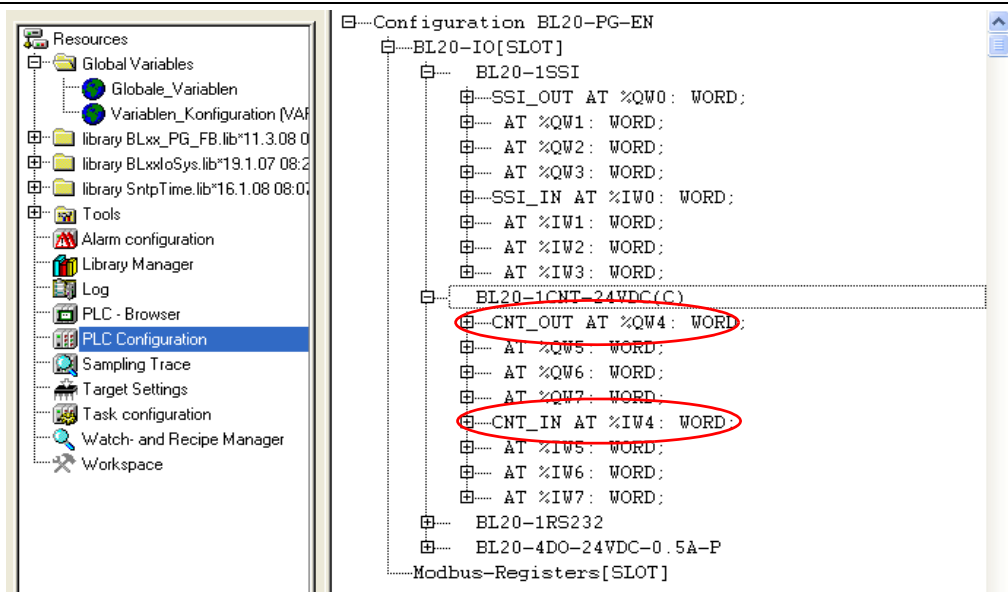 Resources
Global Variables
Globale_Variablen
Variablen_Konfiguration (VAR
library BLxx_PG_FB.lib*11.3.08 0
library BLxxIoSys.lib*19.1.07 08:2
library SntpTime.lib*16.1.08 08:07
Tools
Alarm configuration
Library Manager
Log
PLC - Browser
PLC Configuration
Sampling Trace
Target Settings
Task configuration
Watch- and Recipe Manager
Workspace
Configuration BL20-PG-EN
BL20-IO[SLOT]
BL20-1SSI
SSI_OUT AT %QW0: WORD;
AT %QW1: WORD;
AT %QW2: WORD;
AT %QW3: WORD;
SSI_IN AT %IW0: WORD;
AT %IW1: WORD;
AT %IW2: WORD;
AT %IW3: WORD;
BL20-1CNT-24VDC(C)
CNT_OUT AT %QW4: WORD;
AT %QW5: WORD;
AT %QW6: WORD;
AT %QW7: WORD;
CNT_IN AT %IW4: WORD;
AT %IW5: WORD;
AT %IW6: WORD;
AT %IW7: WORD;
BL20-1RS232
BL20-4DO-24VDC-0.5A-P
Modbus-Registers[SLOT]